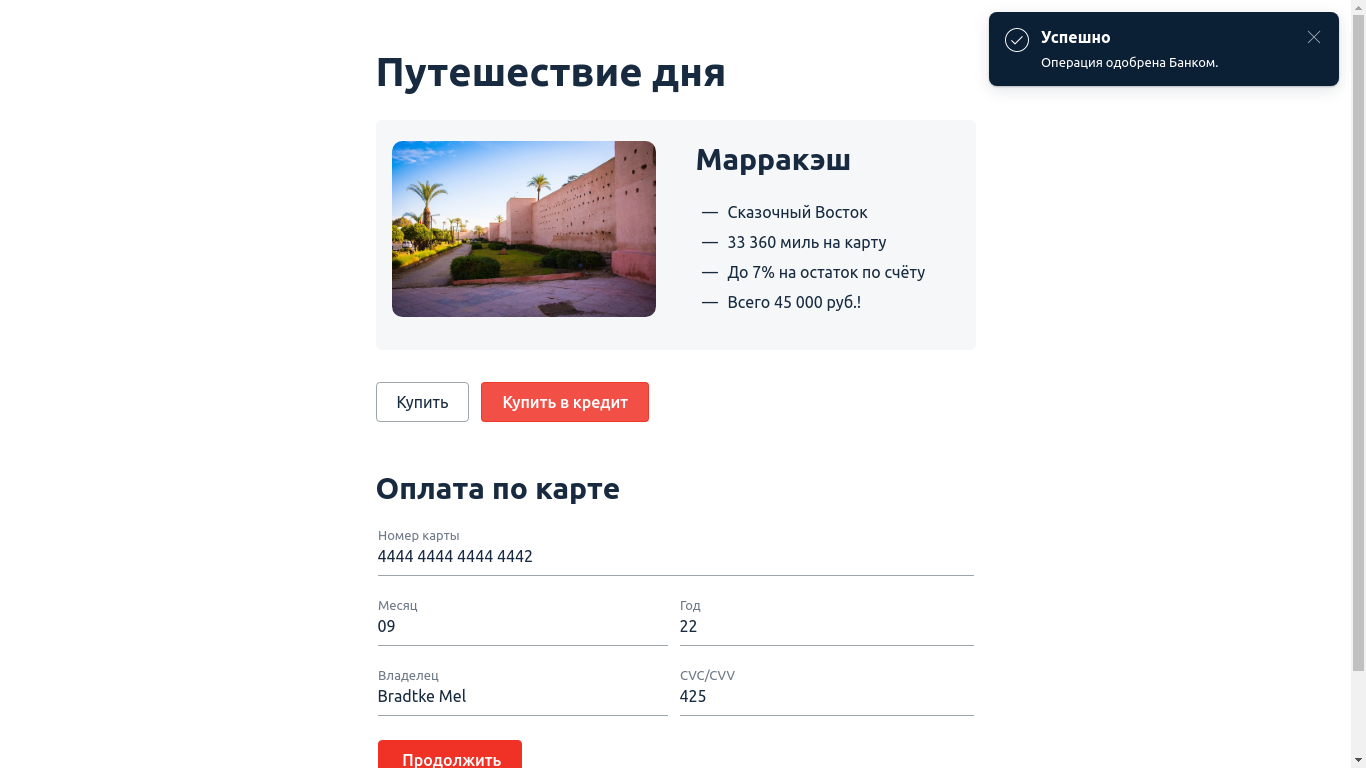 Успешно
Операция одобрена Банком.
Путешествие дня
Марракэш
— Сказочный Восток
— 33 360 миль на карту
— До 7% на остаток по счёту
— Всего 45 000 руб.!
Купить Купить в кредит
Оплата по карте
Номер карты
4444 4444 4444 4442
Месяц Год
09 22
Владелец CVC/CVV
Bradtke Mel 425
Продолжить